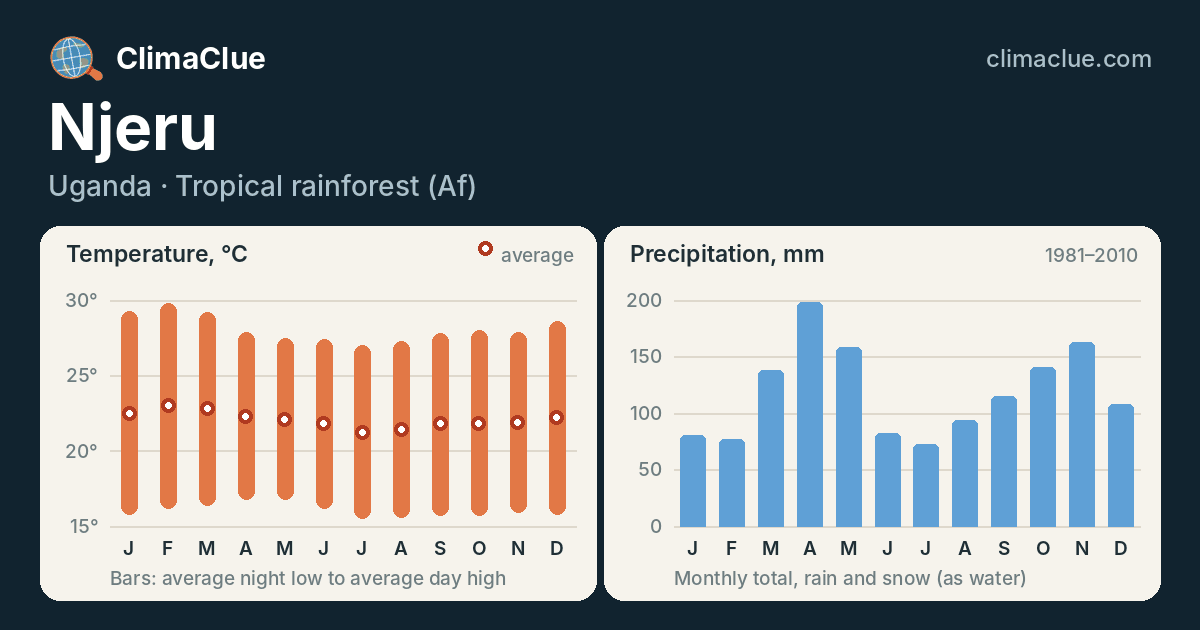 ClimaClue
climaclue.com
Njeru
Uganda · Tropical rainforest (Af)
Temperature, °C
average
30°
25°
20°
15°
J F M A M J J A S O N D
Bars: average night low to average day high
Precipitation, mm
1981–2010
200
150
100
50
0
J F M A M J J A S O N D
Monthly total, rain and snow (as water)